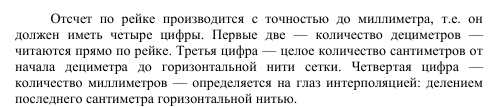 Отсчет по рейке производится с точностью до миллиметра, т.е. он
должен иметь четыре цифры. Первые две — количество дециметров —
читаются прямо по рейке. Третья цифра — целое количество сантиметров от
начала дециметра до горизонтальной нити сетки. Четвертая цифра —
количество миллиметров — определяется на глаз интерполяцией: делением
последнего сантиметра горизонтальной нитью.